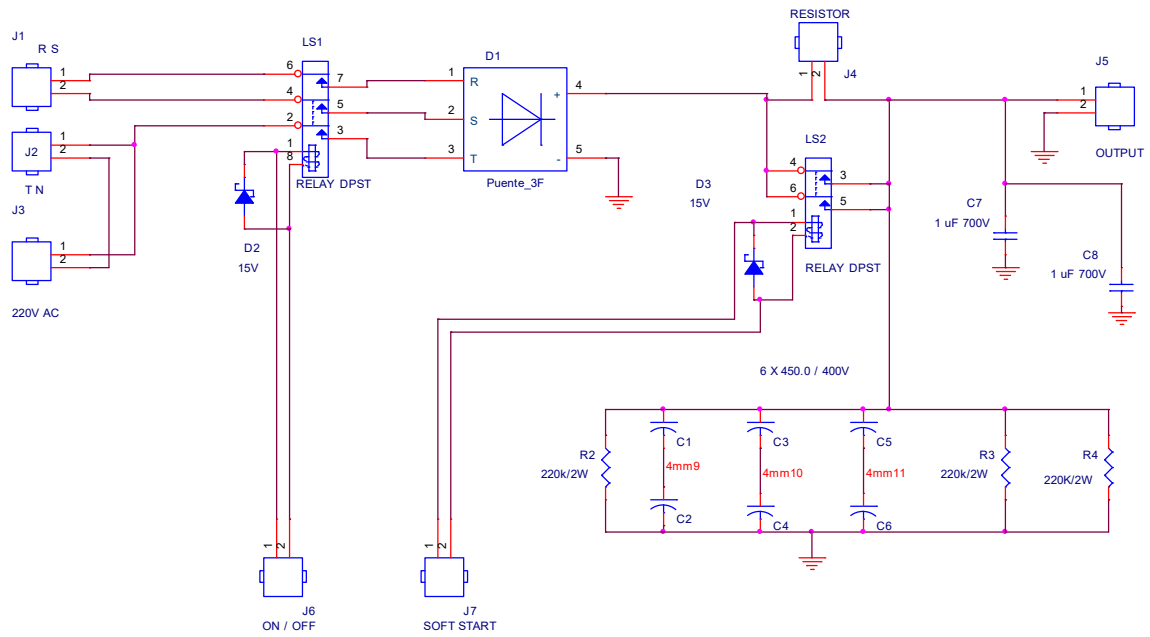 J1
R S
1
2
J2
1
2
T N
J3
1
2
220V AC
LS1
6
7
4
5
2
3
1
8
RELAY DPST
D2
15V
D1
1
R
2
S
3
T
+
4
-
5
Puente_3F
RESISTOR
1
2
J4
LS2
4
3
6
5
1
2
RELAY DPST
D3
15V
J5
1
2
OUTPUT
C7
1 uF 700V
C8
1 uF 700V
6 X 450.0 / 400V
R2
220k/2W
C1
4mm9
C2
C3
4mm10
C4
C5
4mm11
C6
R3
220k/2W
R4
220K/2W
1
2
J6
ON / OFF
1
2
J7
SOFT START